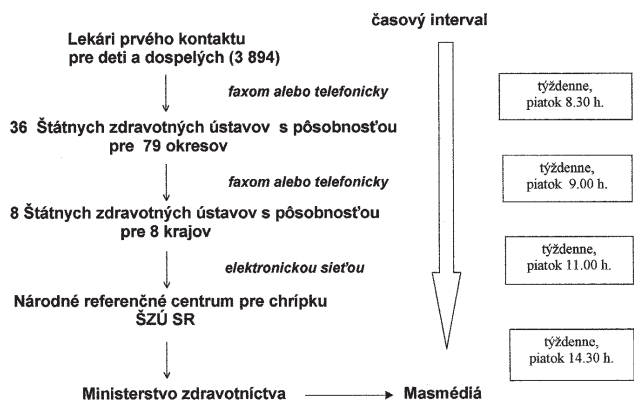 časový interval
Lekári prvého kontaktu
pre deti a dospelých (3 894)
faxom alebo telefonicky
týždenne,
piatok 8.30 h.
36 Štátnych zdravotných ústavov s pôsobnosťou
pre 79 okresov
faxom alebo telefonicky
týždenne,
piatok 9.00 h.
8 Štátnych zdravotných ústavov s pôsobnosťou
pre 8 krajov
elektronickou sieťou
týždenne,
piatok 11.00 h.
Národné referenčné centrum pre chrípku
ŠZÚ SR
týždenne,
piatok 14.30 h.
Ministerstvo zdravotníctva
Masmédiá